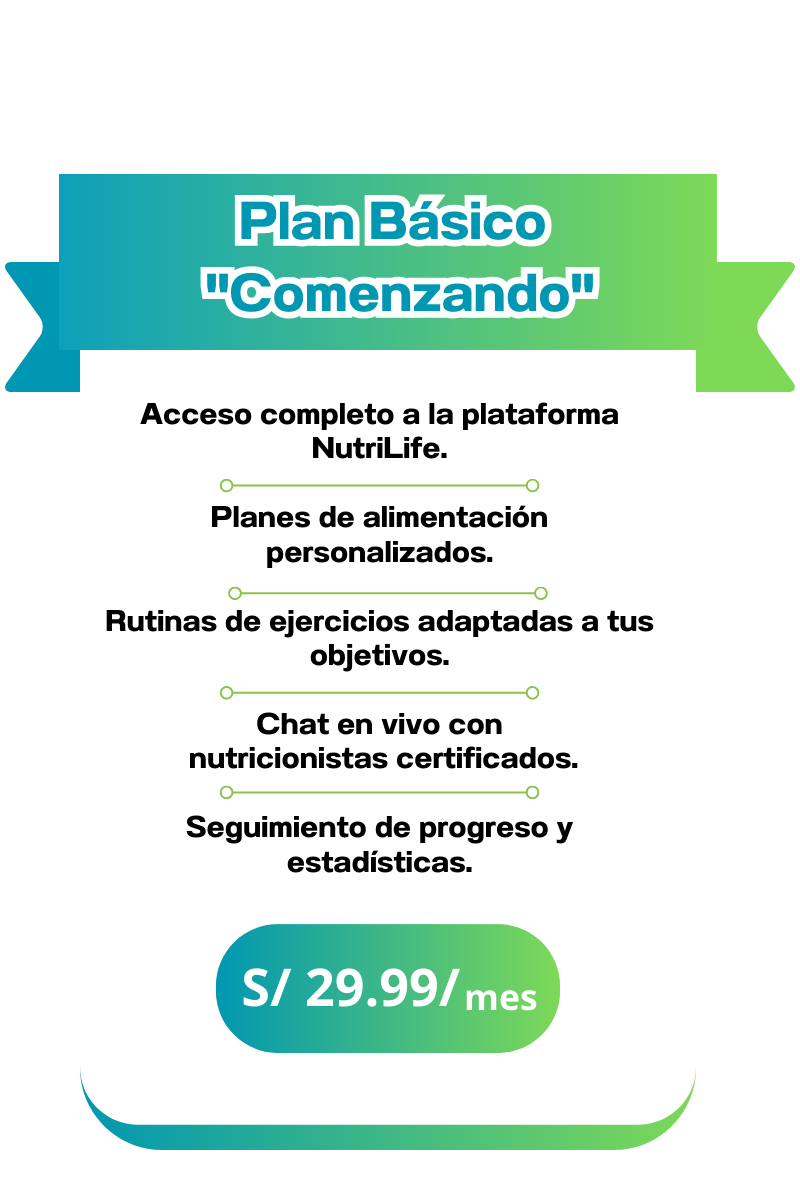 Plan Básico
"Comenzando"
Acceso completo a la plataforma
NutriLife.
Planes de alimentación
personalizados.
Rutinas de ejercicios adaptadas a tus
objetivos.
Chat en vivo con
nutricionistas certificados.
Seguimiento de progreso y
estadísticas.
S/ 29.99/mes